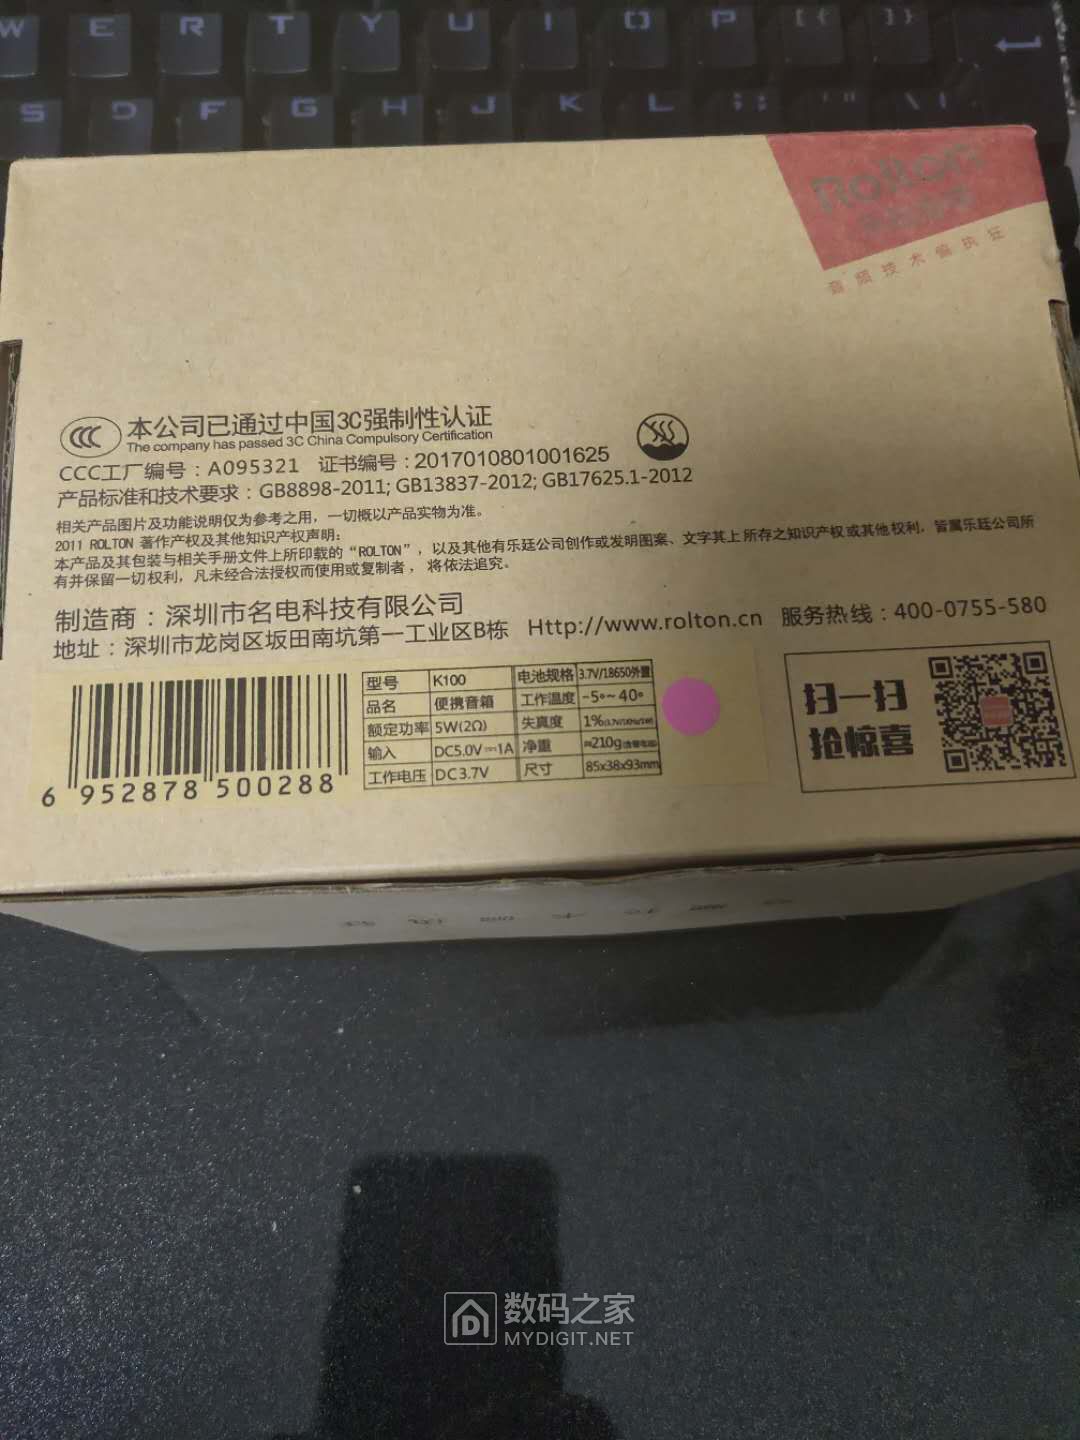 W E R T Y U I O P [{ ]}
S D F G H J K L ;: '" \|
Rolton
音频技术偏执狂
CCC 本公司已通过中国3C强制性认证
The company has passed 3C China Compulsory Certification
CCC工厂编号：A095321 证书编号：2017010801001625
产品标准和技术要求：GB8898-2011; GB13837-2012; GB17625.1-2012
相关产品图片及功能说明仅为参考之用，一切概以产品实物为准。
2011 ROLTON 著作产权及其他知识产权声明:
本产品及其包装与相关手册文件上所印载的“ROLTON”，以及其他有乐廷公司创作或发明图案、文字其上所存之知识产权或其他权利，皆属乐廷公司所
有并保留一切权利，凡未经合法授权而使用或复制者，将依法追究。
制造商：深圳市名电科技有限公司
地址：深圳市龙岗区坂田南坑第一工业区B栋 Http://www.rolton.cn 服务热线：400-0755-580
型号 K100 电池规格 3.7V/18650外置
品名 便携音箱 工作温度 -5°~40°
额定功率 5W(2Ω) 失真度 1%
输入 DC5.0V⎓1A 净重 ≈210g
工作电压 DC3.7V 尺寸 85x38x93mm
6 952878 500288
扫一扫
抢惊喜
数码之家
MYDIGIT.NET